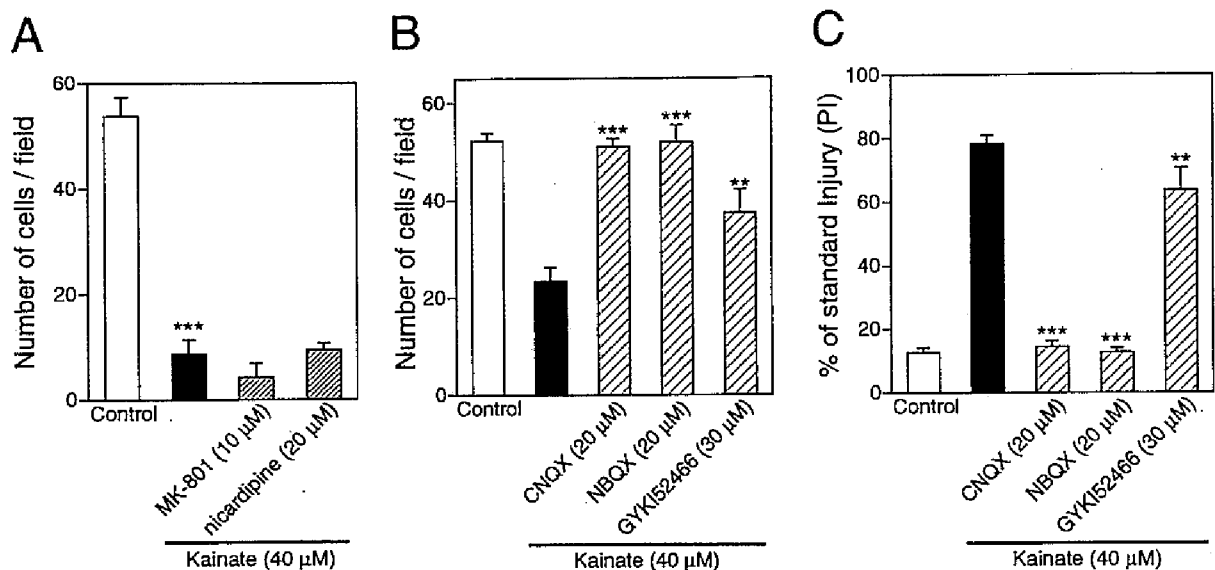 A
Number of cells / field
60
40
20
0
***
Control
MK-801 (10 μM)
nicardipine (20 μM)
Kainate (40 μM)
B
Number of cells / field
60
40
20
0
***
***
**
Control
CNQX (20 μM)
NBQX (20 μM)
GYKI52466 (30 μM)
Kainate (40 μM)
C
% of standard Injury (PI)
100
80
60
40
20
0
***
***
**
Control
CNQX (20 μM)
NBQX (20 μM)
GYKI52466 (30 μM)
Kainate (40 μM)